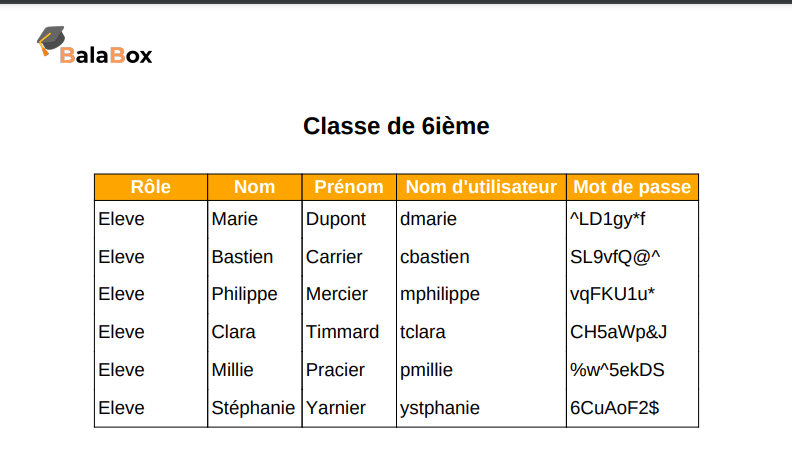 BalaBox
Classe de 6ième
Rôle Nom Prénom Nom d'utilisateur Mot de passe
Eleve Marie Dupont dmarie ^LD1gy*f
Eleve Bastien Carrier cbastien SL9vfQ@^
Eleve Philippe Mercier mphilippe vqFKU1u*
Eleve Clara Timmard tclara CH5aWp&J
Eleve Millie Pracier pmillie %w^5ekDS
Eleve Stéphanie Yarnier ystphanie 6CuAoF2$